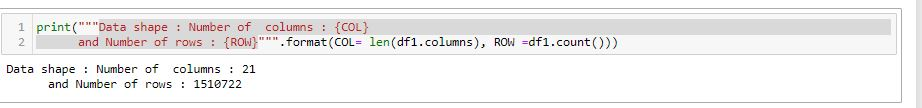 1 print("""Data shape : Number of  columns : {COL}
2       and Number of rows : {ROW}""".format(COL= len(df1.columns), ROW =df1.count()))
Data shape : Number of  columns : 21
      and Number of rows : 1510722